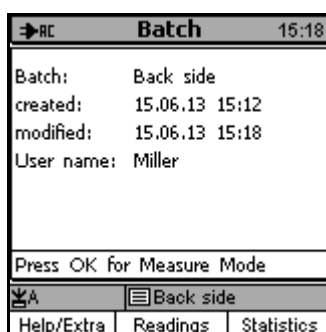 AC Batch 15:18
Batch: Back side
created: 15.06.13 15:12
modified: 15.06.13 15:18
User name: Miller
Press OK for Measure Mode
A Back side
Help/Extra Readings Statistics